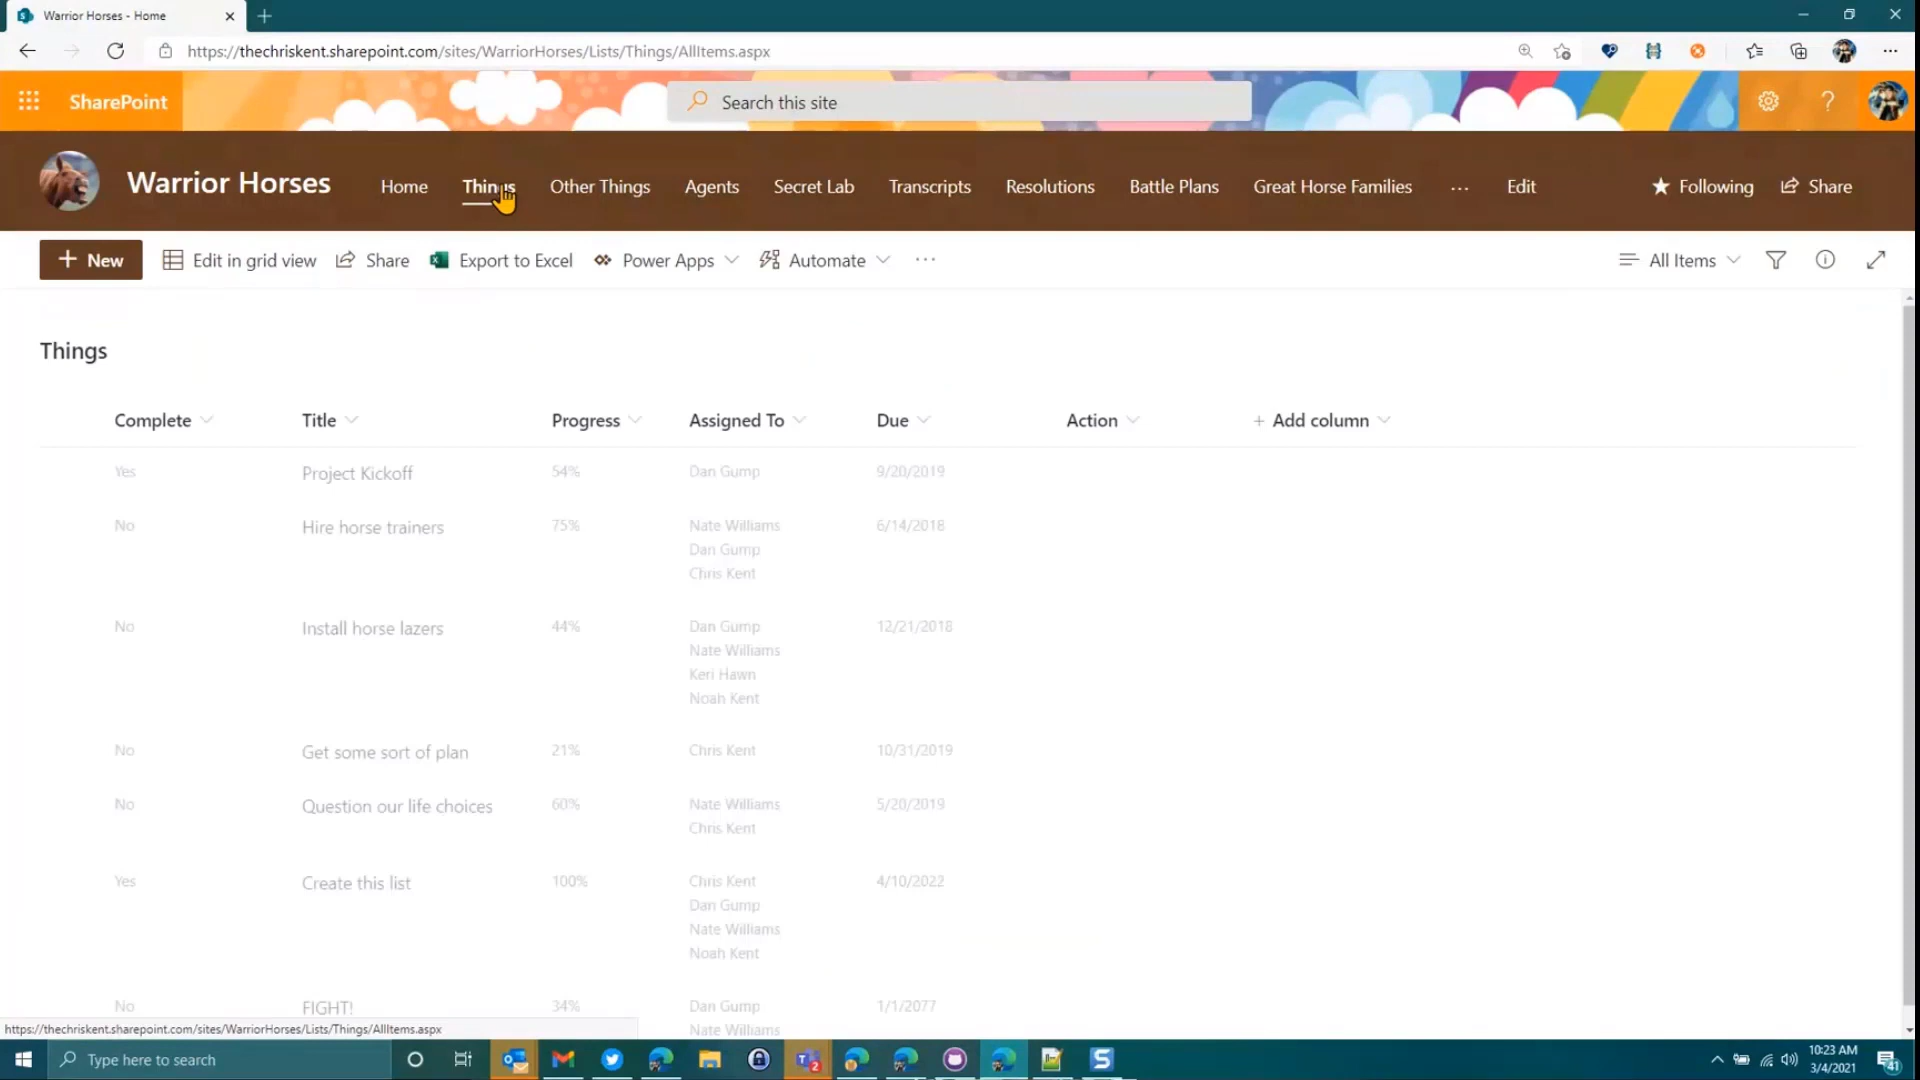 Warrior Horses - Home
https://thechriskent.sharepoint.com/sites/WarriorHorses/Lists/Things/AllItems.aspx
SharePoint
Search this site
Warrior Horses
Home
Things
Other Things
Agents
Secret Lab
Transcripts
Resolutions
Battle Plans
Great Horse Families
...
Edit
Following
Share
+ New
Edit in grid view
Share
Export to Excel
Power Apps
Automate
...
All Items
Things
Complete Title Progress Assigned To Due Action + Add column
Yes Project Kickoff 54% Dan Gump 9/20/2019
No Hire horse trainers 75% Nate Williams 6/14/2018
Dan Gump
Chris Kent
No Install horse lazers 44% Dan Gump 12/21/2018
Nate Williams
Keri Hawn
Noah Kent
No Get some sort of plan 21% Chris Kent 10/31/2019
No Question our life choices 60% Nate Williams 5/20/2019
Chris Kent
Yes Create this list 100% Chris Kent 4/10/2022
Dan Gump
Nate Williams
Noah Kent
No FIGHT! 34% Dan Gump 1/1/2077
Nate Williams
https://thechriskent.sharepoint.com/sites/WarriorHorses/Lists/Things/AllItems.aspx
Type here to search
10:23 AM
3/4/2021
41